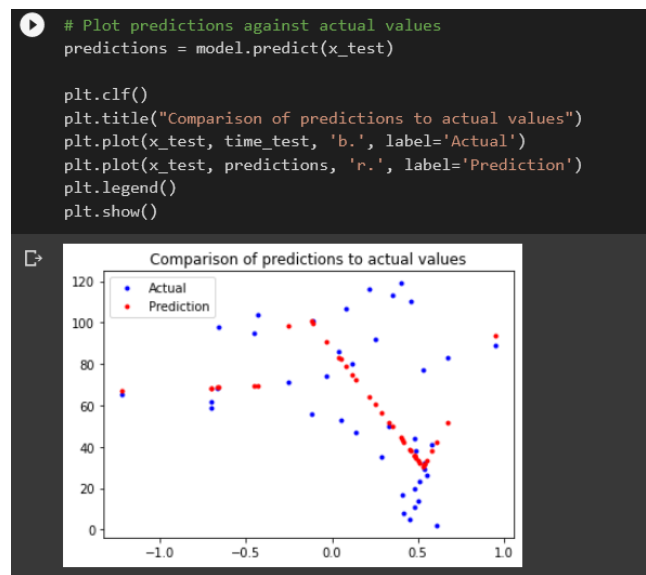 # Plot predictions against actual values
predictions = model.predict(x_test)
plt.clf()
plt.title("Comparison of predictions to actual values")
plt.plot(x_test, time_test, 'b.', label='Actual')
plt.plot(x_test, predictions, 'r.', label='Prediction')
plt.legend()
plt.show()
Comparison of predictions to actual values
Actual
Prediction
120
100
80
60
40
20
0
−1.0 −0.5 0.0 0.5 1.0